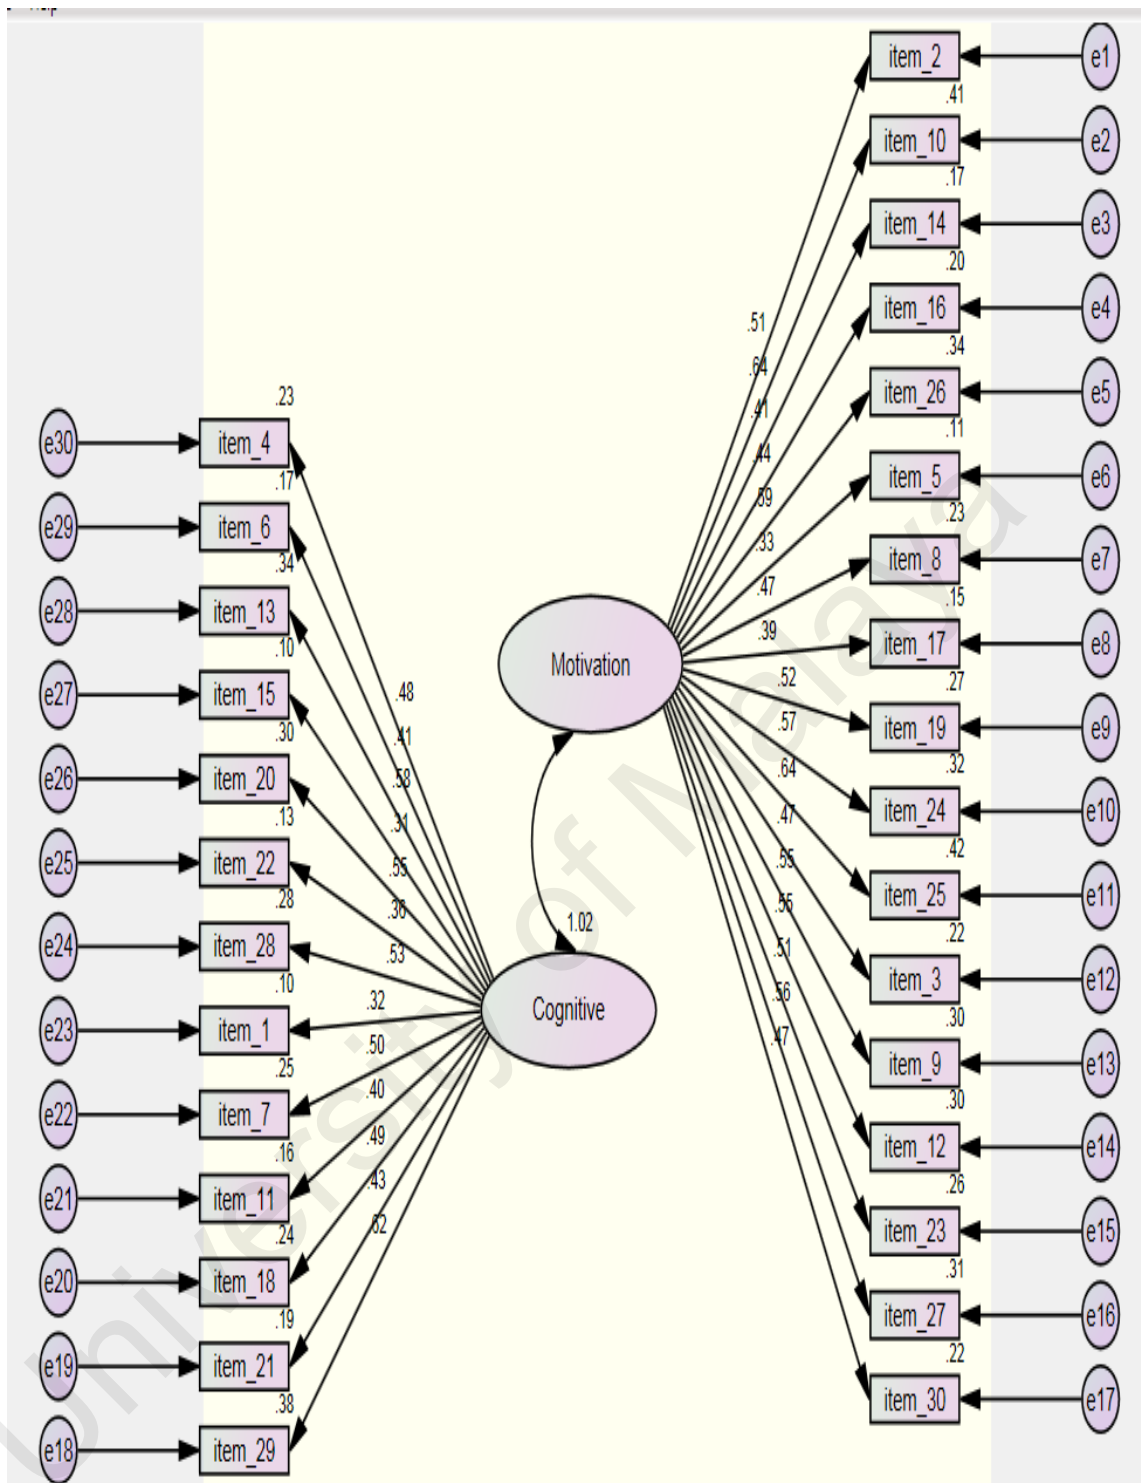 item_2
e1
.41
item_10
e2
.17
item_14
e3
.20
item_16
e4
.34
item_26
e5
.11
item_5
e6
.23
item_8
e7
.15
item_17
e8
.27
item_19
e9
.32
item_24
e10
.42
item_25
e11
.22
item_3
e12
.30
item_9
e13
.30
item_12
e14
.26
item_23
e15
.31
item_27
e16
.22
item_30
e17
.51
.64
.41
.44
.59
.33
.47
.39
.52
.57
.64
.47
.55
.55
.51
.56
.47
Motivation
1.02
Cognitive
.48
.41
.58
.31
.55
.36
.53
.32
.50
.40
.49
.43
.62
.23
e30
item_4
.17
e29
item_6
.34
e28
item_13
.10
e27
item_15
.30
e26
item_20
.13
e25
item_22
.28
e24
item_28
.10
e23
item_1
.25
e22
item_7
.16
e21
item_11
.24
e20
item_18
.19
e19
item_21
.38
e18
item_29
University of Malaya